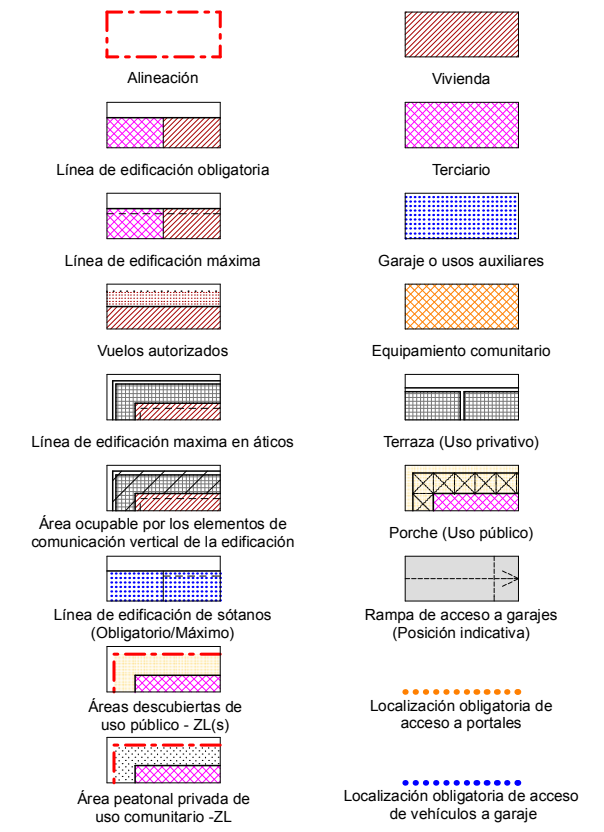 Alineación
Vivienda
Línea de edificación obligatoria
Terciario
Línea de edificación máxima
Garaje o usos auxiliares
Vuelos autorizados
Equipamiento comunitario
Línea de edificación maxima en áticos
Terraza (Uso privativo)
Área ocupable por los elementos de
comunicación vertical de la edificación
Porche (Uso público)
Línea de edificación de sótanos
(Obligatorio/Máximo)
Rampa de acceso a garajes
(Posición indicativa)
Áreas descubiertas de
uso público - ZL(s)
Localización obligatoria de
acceso a portales
Área peatonal privada de
uso comunitario -ZL
Localización obligatoria de acceso
de vehículos a garaje